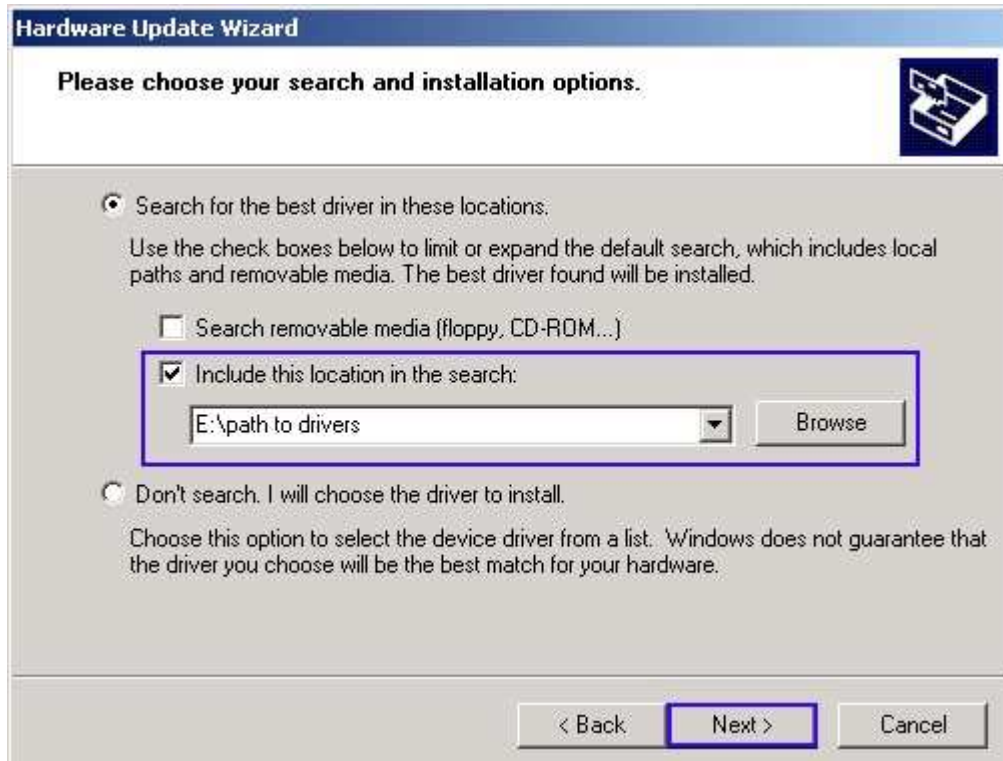 Hardware Update Wizard
Please choose your search and installation options.
Search for the best driver in these locations.
Use the check boxes below to limit or expand the default search, which includes local
paths and removable media. The best driver found will be installed.
Search removable media (floppy, CD-ROM...)
Include this location in the search:
E:\path to drivers
Browse
Don't search. I will choose the driver to install.
Choose this option to select the device driver from a list.  Windows does not guarantee that
the driver you choose will be the best match for your hardware.
< Back
Next >
Cancel